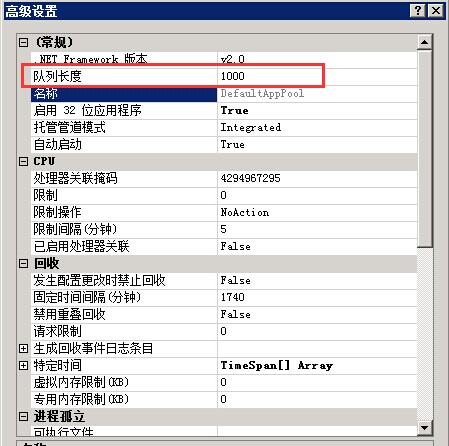 高级设置
(常规)
.NET Framework 版本 v2.0
队列长度 1000
名称 DefaultAppPool
启用 32 位应用程序 True
托管管道模式 Integrated
自动启动 True
CPU
处理器关联掩码 4294967295
限制 0
限制操作 NoAction
限制间隔(分钟) 5
已启用处理器关联 False
回收
发生配置更改时禁止回收 False
固定时间间隔(分钟) 1740
禁用重叠回收 False
请求限制 0
生成回收事件日志条目
特定时间 TimeSpan[] Array
虚拟内存限制(KB) 0
专用内存限制(KB) 0
进程孤立
可执行文件